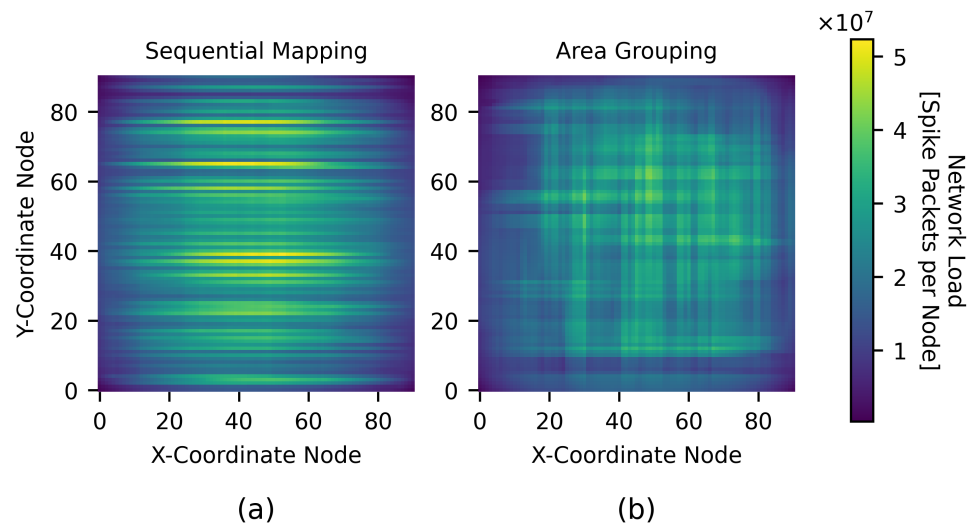 ×10⁷
Sequential Mapping
Area Grouping
5
4
3
2
1
Network Load
[Spike Packets per Node]
Y-Coordinate Node
80
60
40
20
0
80
60
40
20
0
0 20 40 60 80
0 20 40 60 80
X-Coordinate Node
X-Coordinate Node
(a)
(b)